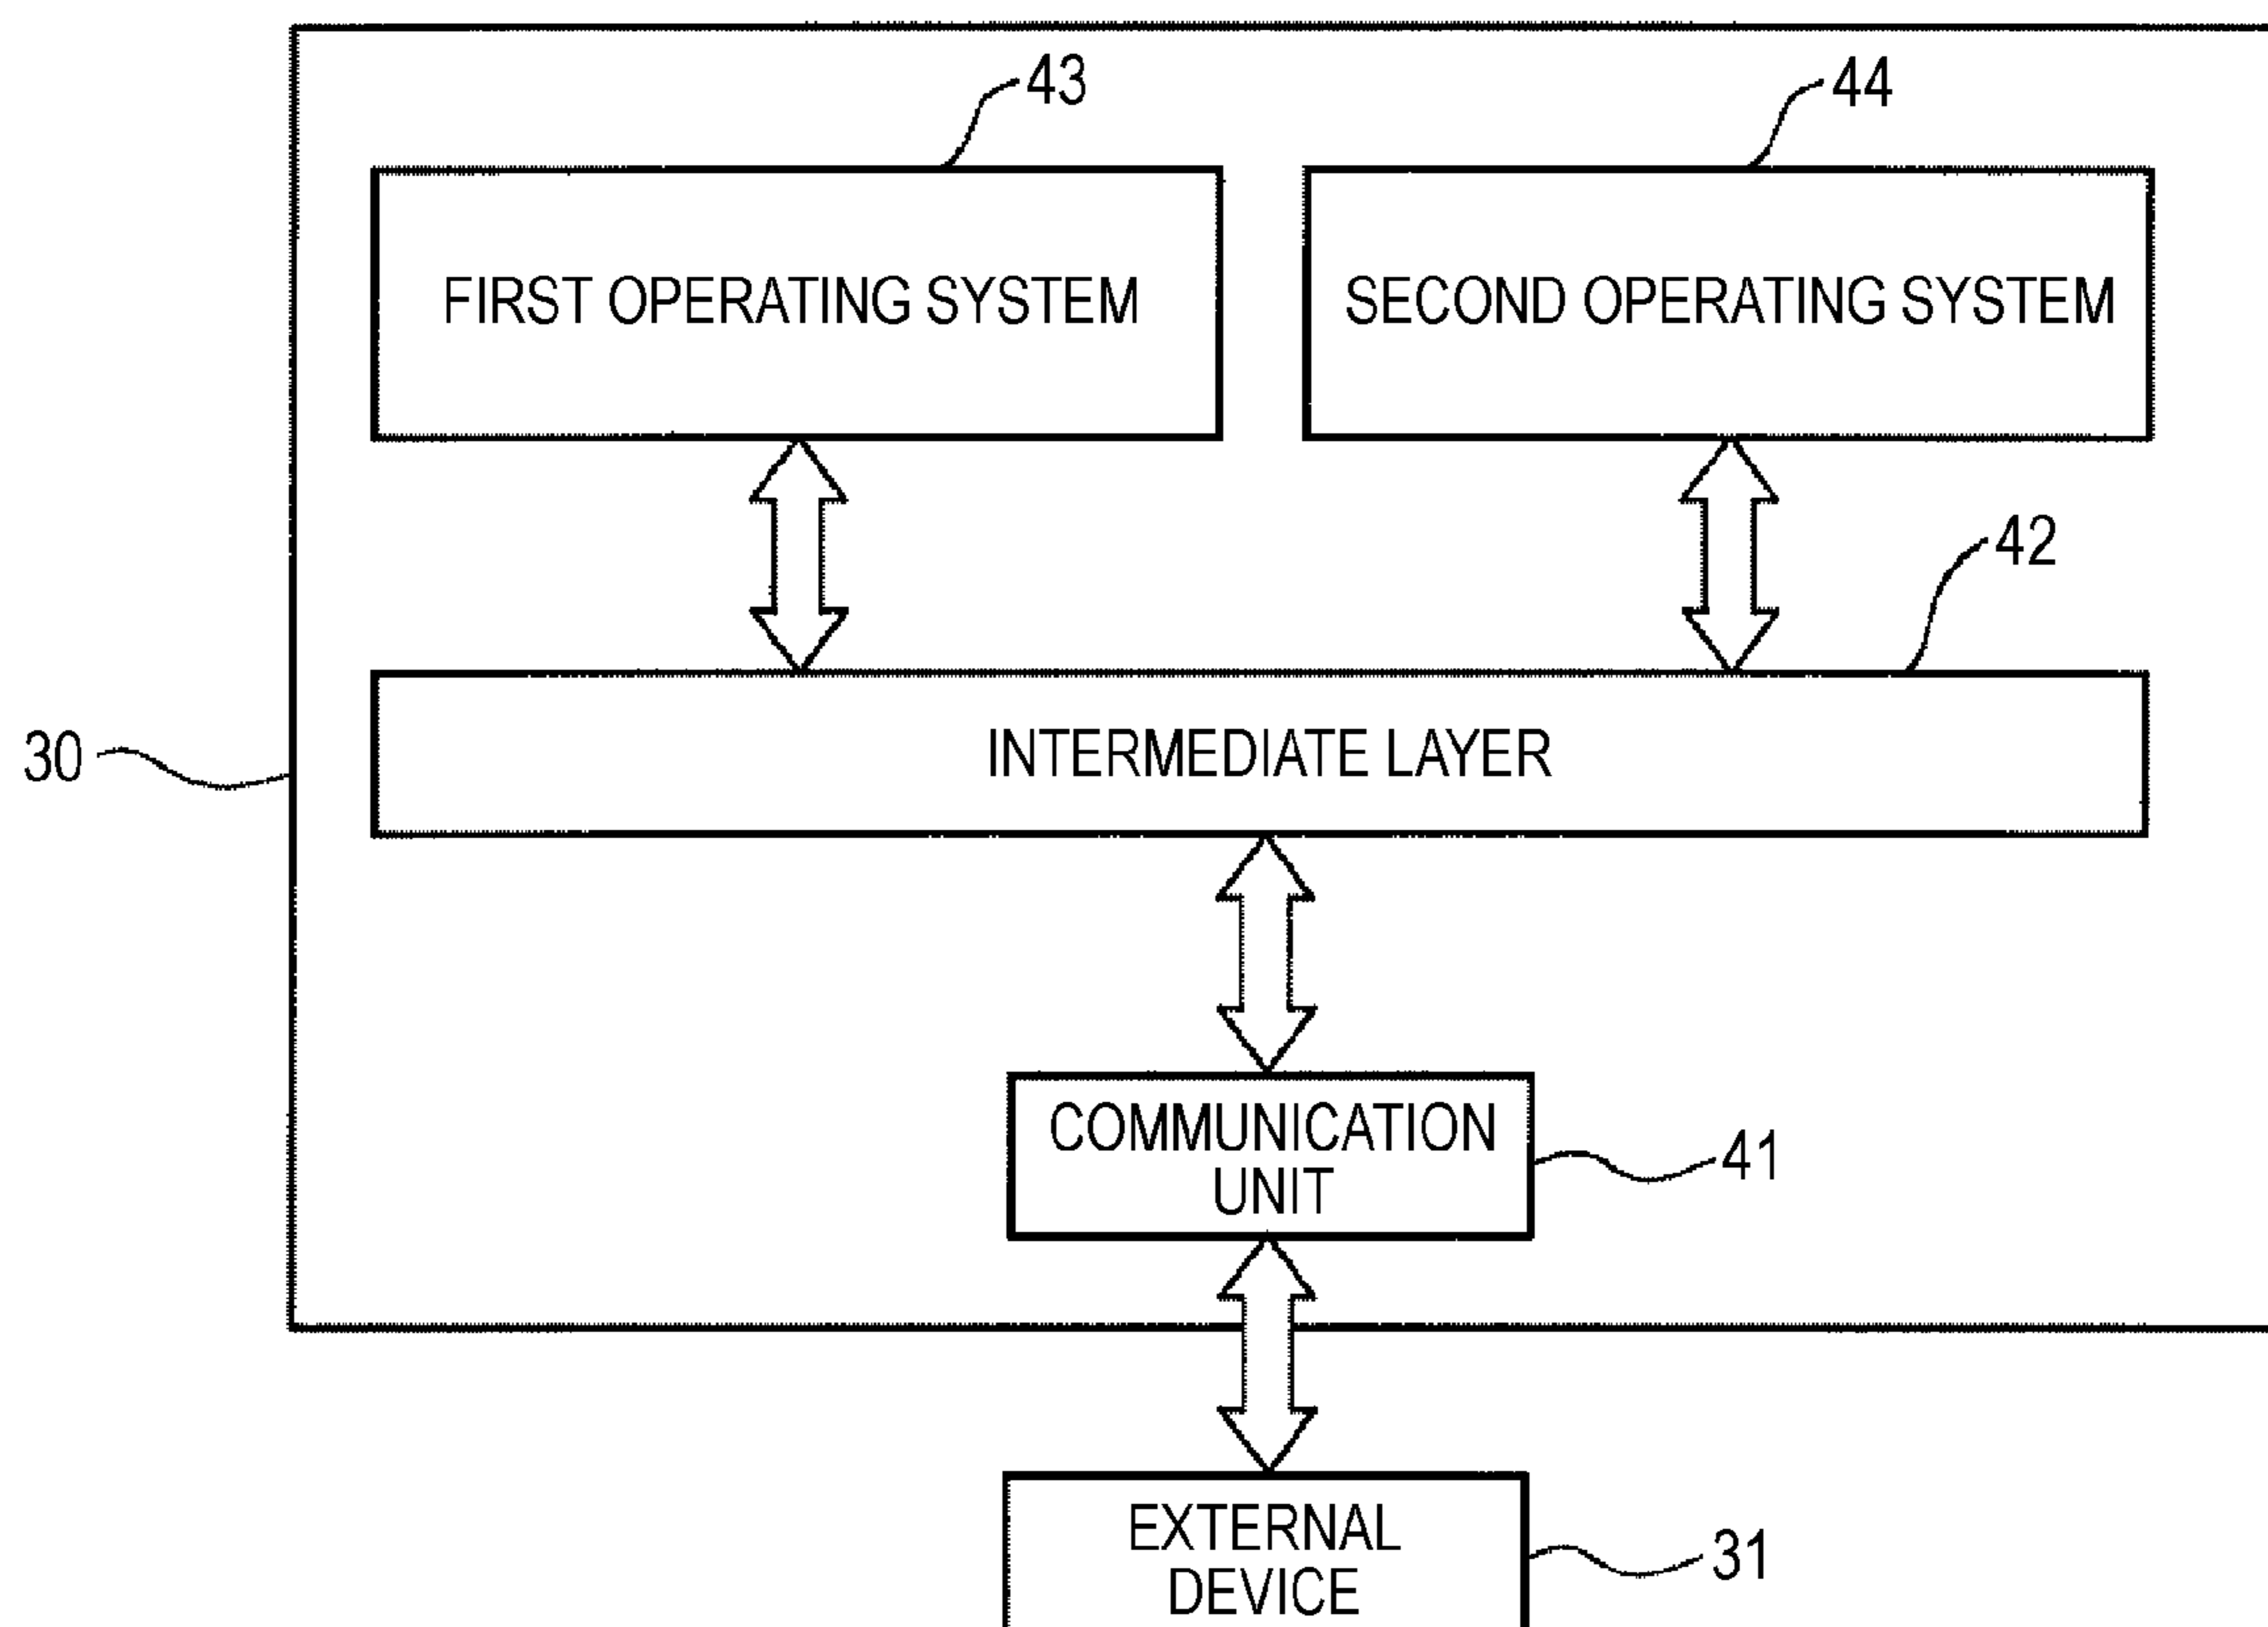 43
44
FIRST OPERATING SYSTEM
SECOND OPERATING SYSTEM
42
30
INTERMEDIATE LAYER
COMMUNICATION
UNIT
41
EXTERNAL
DEVICE
31